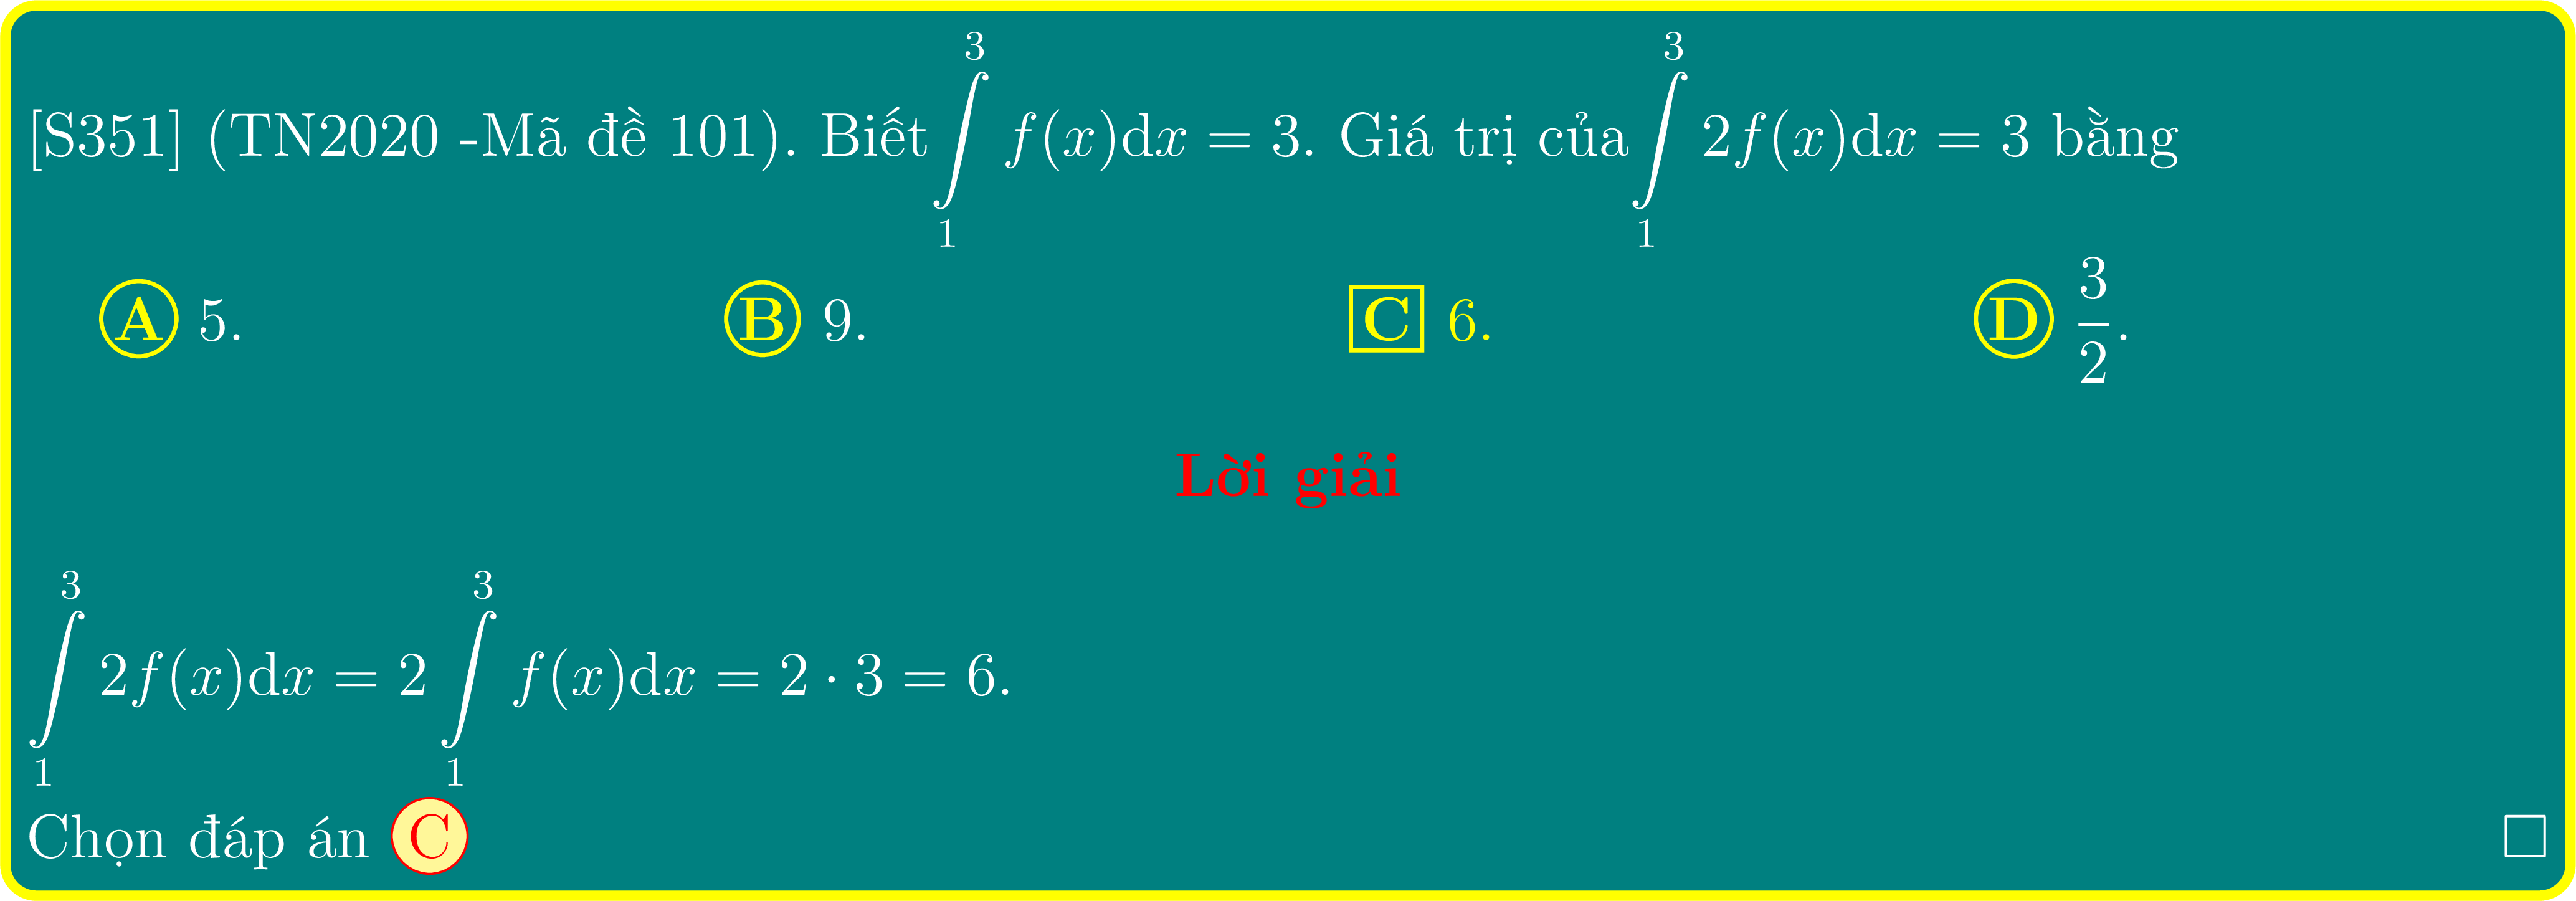 [S351] (TN2020 -Mã đề 101). Biết $\int\limits_1^3 f(x)\mathrm{d}x = 3$. Giá trị của $\int\limits_1^3 2f(x)\mathrm{d}x = 3$ bằng
A 5. B 9. C 6. D $\frac{3}{2}$.
Lời giải
$\int\limits_1^3 2f(x)\mathrm{d}x = 2\int\limits_1^3 f(x)\mathrm{d}x = 2 \cdot 3 = 6.$
Chọn đáp án C □